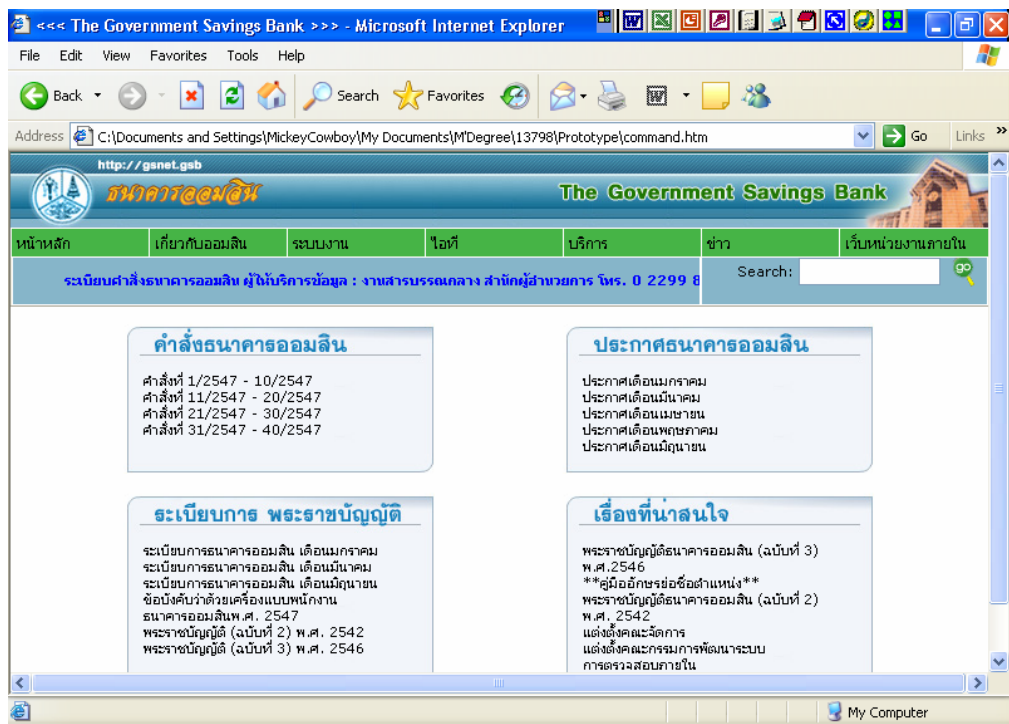 <<< The Government Savings Bank >>> - Microsoft Internet Explorer
File Edit View Favorites Tools Help
Back Search Favorites
Address C:\Documents and Settings\MickeyCowboy\My Documents\M'Degree\13798\Prototype\command.htm Go Links »
http://gsnet.gsb
ธนาคารออมสิน The Government Savings Bank
หน้าหลัก เกี่ยวกับออมสิน ระบบงาน ไอที บริการ ข่าว เว็บหน่วยงานภายใน
ระเบียบคำสั่งธนาคารออมสิน ผู้ให้บริการข้อมูล : งานสารบรรณกลาง สำนักผู้อำนวยการ โทร. 0 2299 8 Search: go
คำสั่งธนาคารออมสิน
คำสั่งที่ 1/2547 - 10/2547
คำสั่งที่ 11/2547 - 20/2547
คำสั่งที่ 21/2547 - 30/2547
คำสั่งที่ 31/2547 - 40/2547
ประกาศธนาคารออมสิน
ประกาศเดือนมกราคม
ประกาศเดือนมีนาคม
ประกาศเดือนเมษายน
ประกาศเดือนพฤษภาคม
ประกาศเดือนมิถุนายน
ระเบียบการ พระราชบัญญัติ
ระเบียบการธนาคารออมสิน เดือนมกราคม
ระเบียบการธนาคารออมสิน เดือนมีนาคม
ระเบียบการธนาคารออมสิน เดือนมิถุนายน
ข้อบังคับว่าด้วยเครื่องแบบพนักงาน
ธนาคารออมสินพ.ศ. 2547
พระราชบัญญัติ (ฉบับที่ 2) พ.ศ. 2542
พระราชบัญญัติ (ฉบับที่ 3) พ.ศ. 2546
เรื่องที่น่าสนใจ
พระราชบัญญัติธนาคารออมสิน (ฉบับที่ 3)
พ.ศ.2546
**คู่มืออักษรย่อชื่อตำแหน่ง**
พระราชบัญญัติธนาคารออมสิน (ฉบับที่ 2)
พ.ศ. 2542
แต่งตั้งคณะจัดการ
แต่งตั้งคณะกรรมการพัฒนาระบบ
การตรวจสอบภายใน
My Computer